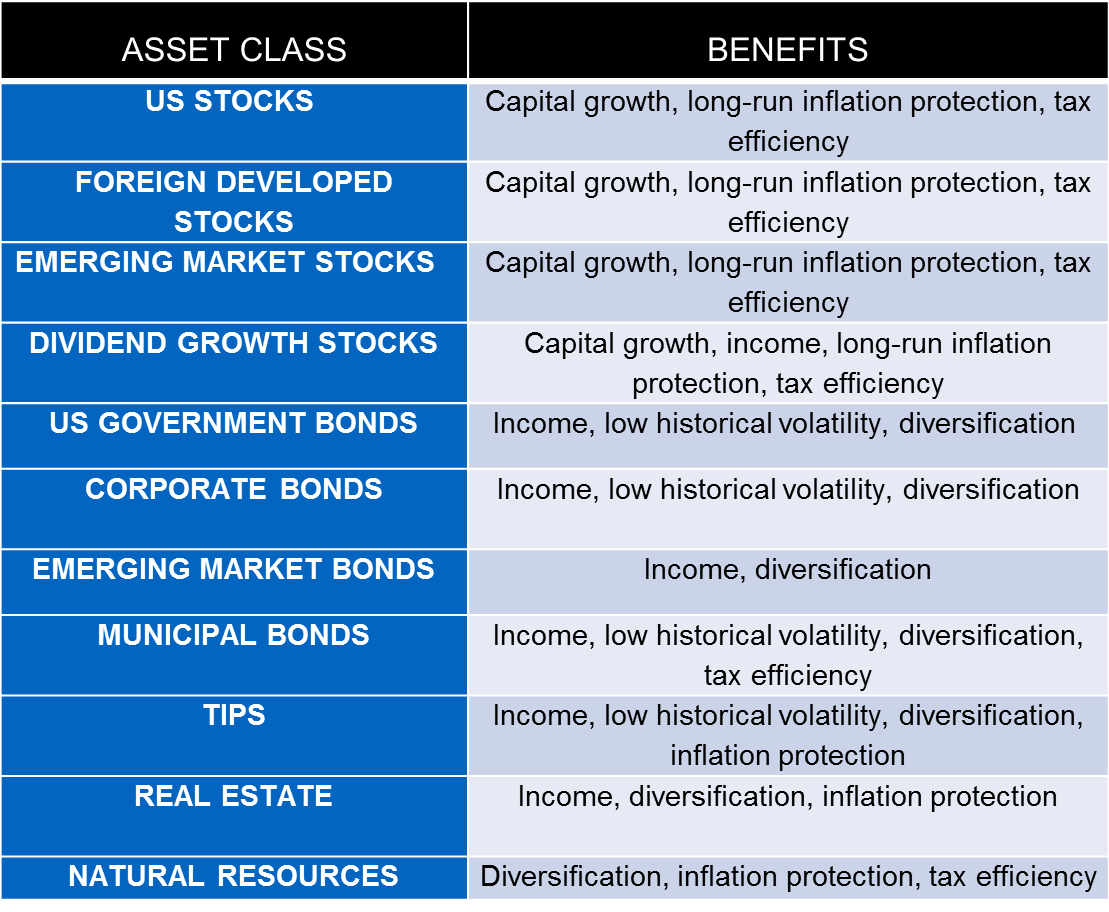 ASSET CLASS
BENEFITS
US STOCKS
Capital growth, long-run inflation protection, tax
efficiency
FOREIGN DEVELOPED
STOCKS
Capital growth, long-run inflation protection, tax
efficiency
EMERGING MARKET STOCKS
Capital growth, long-run inflation protection, tax
efficiency
DIVIDEND GROWTH STOCKS
Capital growth, income, long-run inflation
protection, tax efficiency
US GOVERNMENT BONDS
Income, low historical volatility, diversification
CORPORATE BONDS
Income, low historical volatility, diversification
EMERGING MARKET BONDS
Income, diversification
MUNICIPAL BONDS
Income, low historical volatility, diversification,
tax efficiency
TIPS
Income, low historical volatility, diversification,
inflation protection
REAL ESTATE
Income, diversification, inflation protection
NATURAL RESOURCES
Diversification, inflation protection, tax efficiency